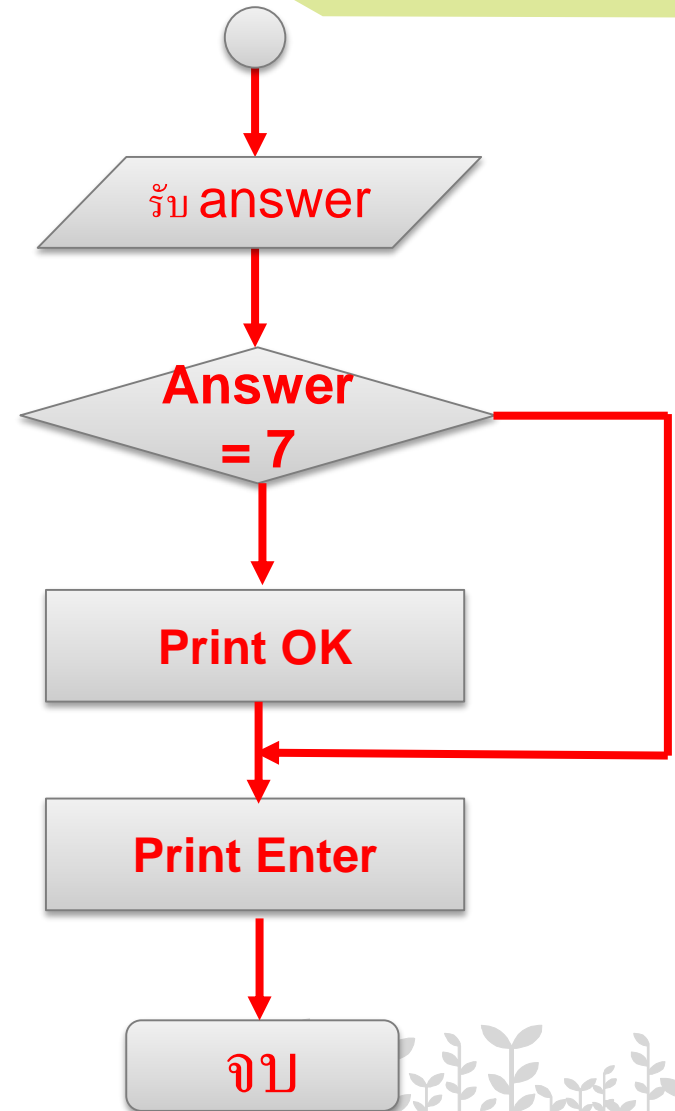 รับ answer
Answer
= 7
Print OK
Print Enter
จบ